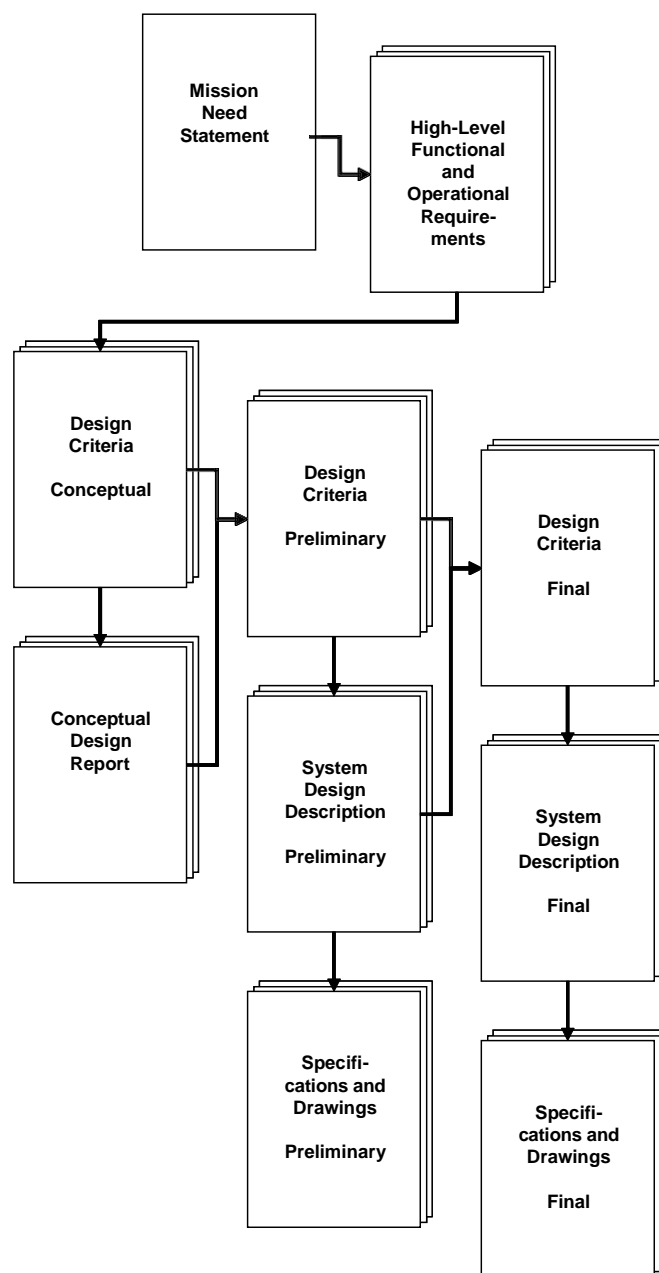 Mission
Need
Statement
High-Level
Functional
and
Operational
Require-
ments
Design
Criteria
Conceptual
Conceptual
Design
Report
Design
Criteria
Preliminary
System
Design
Description
Preliminary
Specifi-
cations and
Drawings
Preliminary
Design
Criteria
Final
System
Design
Description
Final
Specifi-
cations and
Drawings
Final